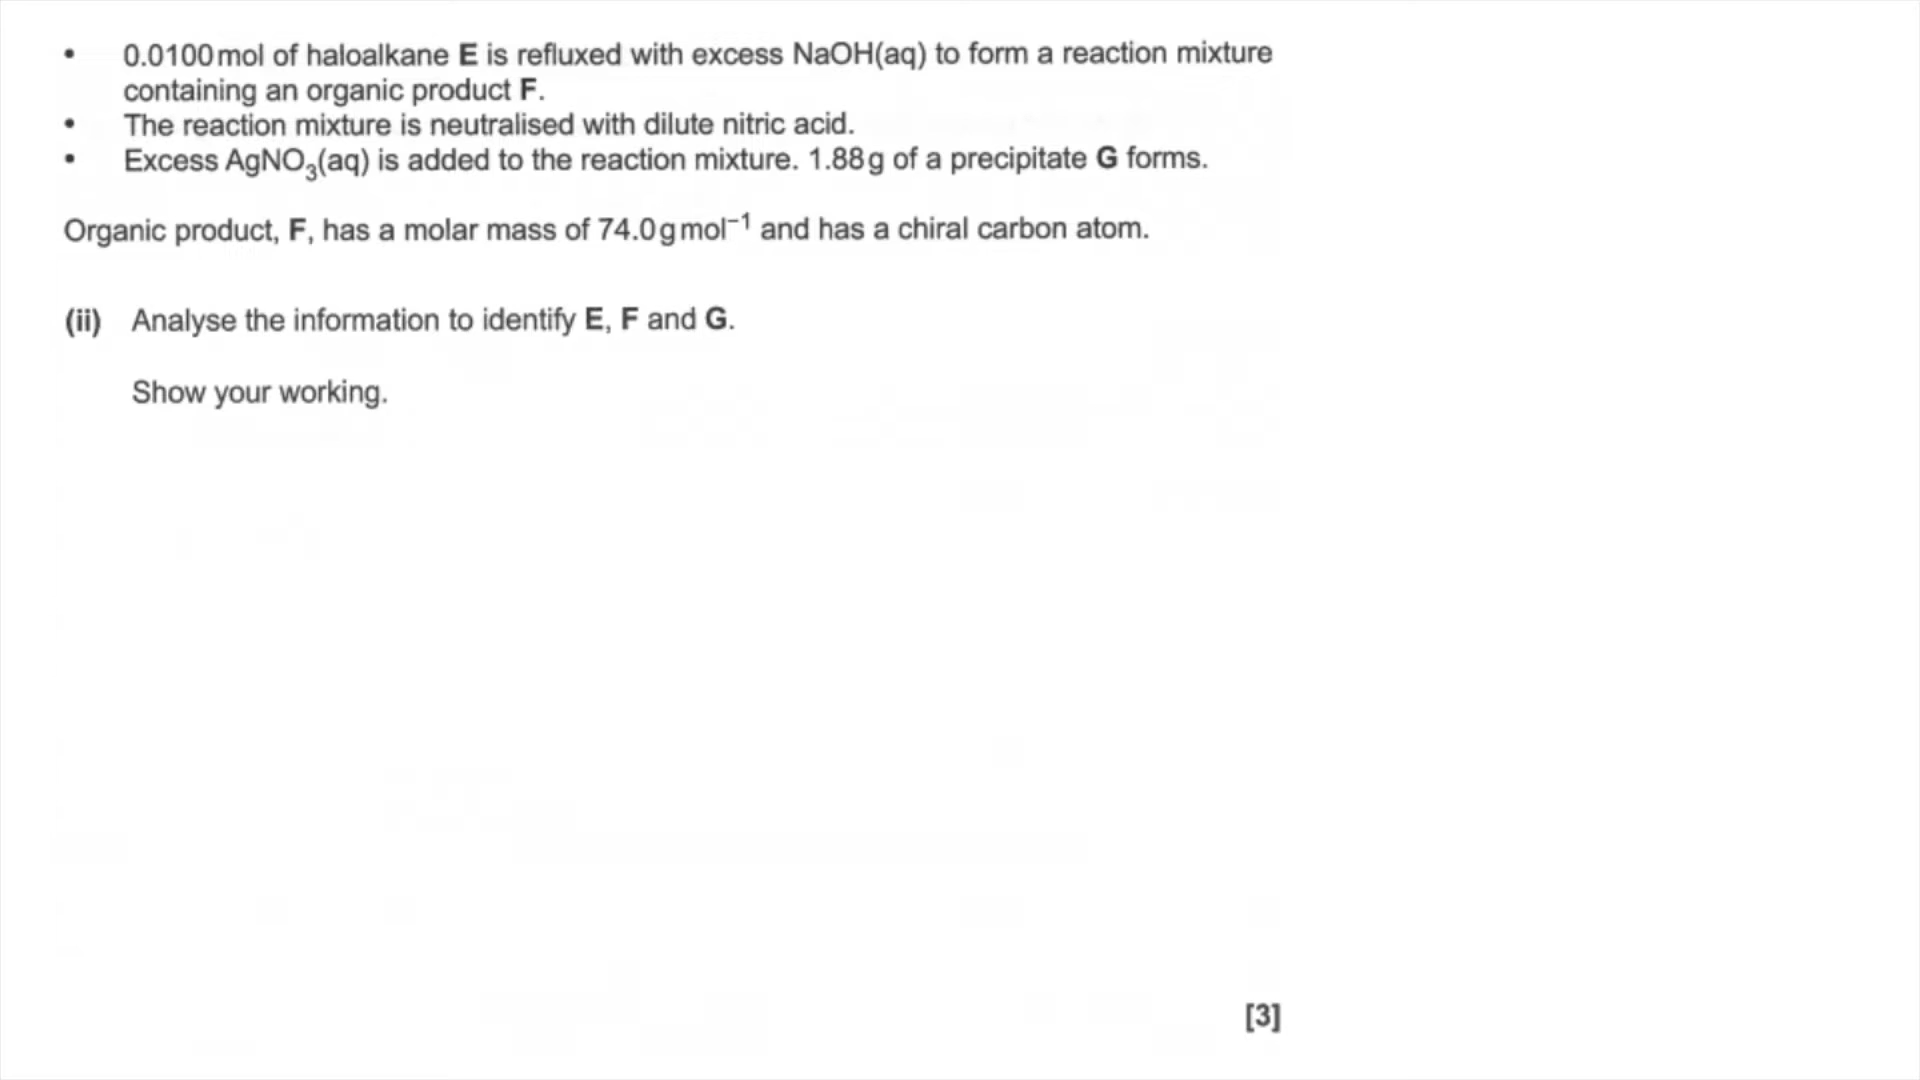 • 0.0100 mol of haloalkane E is refluxed with excess NaOH(aq) to form a reaction mixture
containing an organic product F.
• The reaction mixture is neutralised with dilute nitric acid.
• Excess AgNO₃(aq) is added to the reaction mixture. 1.88 g of a precipitate G forms.
Organic product, F, has a molar mass of 74.0 g mol⁻¹ and has a chiral carbon atom.
(ii) Analyse the information to identify E, F and G.
Show your working.
[3]